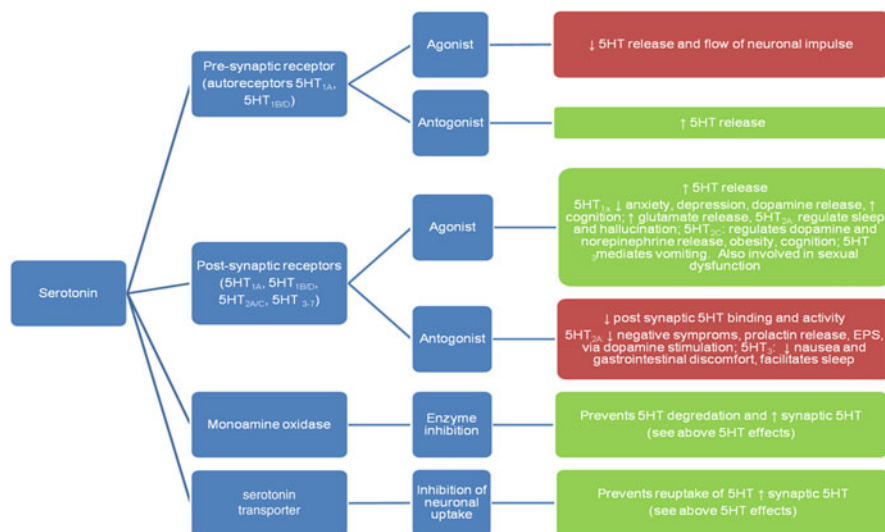 Serotonin
Pre-synaptic receptor
(autoreceptors 5HT1A,
5HT1B/D)
Agonist
↓ 5HT release and flow of neuronal impulse
Antogonist
↑ 5HT release
Post-synaptic receptors
(5HT1A, 5HT1B/D,
5HT2A/C, 5HT 3-7)
Agonist
↑ 5HT release
5HT1a ↓ anxiety, depression, dopamine release, ↑
cognition; ↑ glutamate release, 5HT2A, regulate sleep
and hallucination; 5HT2C: regulates dopamine and
norepinephrine release, obesity, cognition; 5HT
3mediates vomiting. Also involved in sexual
dysfunction
Antogonist
↓ post synaptic 5HT binding and activity
5HT2A ↓ negative symproms, prolactin release, EPS,
via dopamine stimulation; 5HT3: ↓ nausea and
gastrointestinal discomfort, facilitates sleep
Monoamine oxidase
Enzyme
inhibition
Prevents 5HT degredation and ↑ synaptic 5HT
(see above 5HT effects)
serotonin
transporter
Inhibition of
neuronal
uptake
Prevents reuptake of 5HT ↑ synaptic 5HT
(see above 5HT effects)